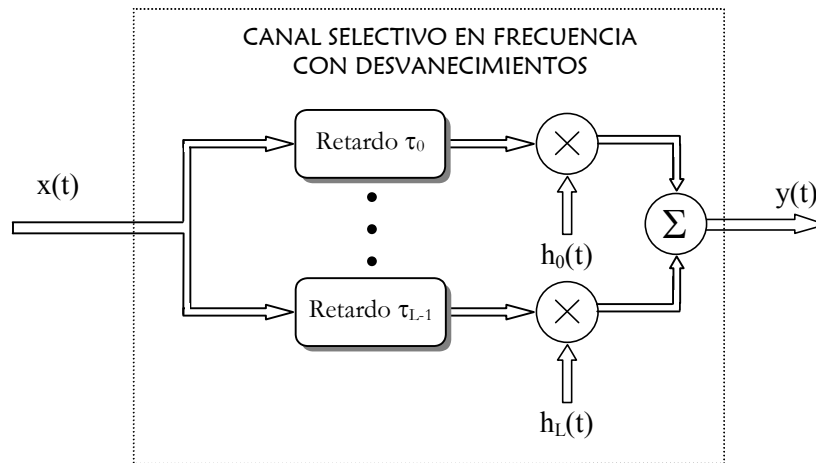 CANAL SELECTIVO EN FRECUENCIA
CON DESVANECIMIENTOS
Retardo τ0
x(t)
y(t)
Σ
h0(t)
Retardo τL-1
hL(t)